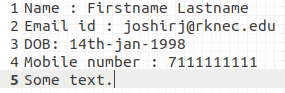 1 Name : Firstname Lastname
2 Email id : joshirj@rknec.edu
3 DOB: 14th-jan-1998
4 Mobile number : 7111111111
5 Some text.